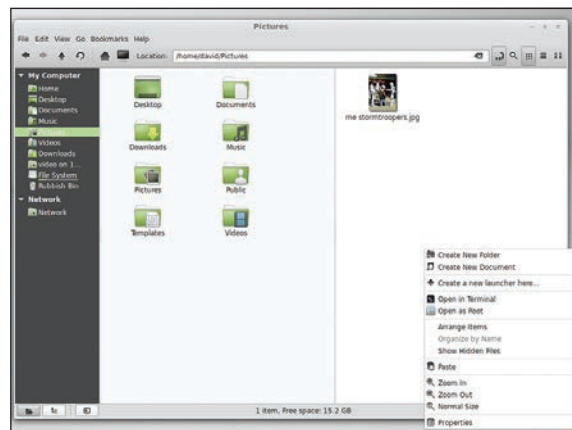 Pictures
File Edit View Go Bookmarks Help
Location: /home/david/Pictures
My Computer
Home
Desktop
Documents
Music
Pictures
Videos
Downloads
video on 1...
File System
Rubbish Bin
Network
Network
Desktop
Documents
Downloads
Music
Pictures
Public
Templates
Videos
me stormtroopers.jpg
Create New Folder
Create New Document
Create a new launcher here...
Open in Terminal
Open as Root
Arrange Items
Organize by Name
Show Hidden Files
Paste
Zoom In
Zoom Out
Normal Size
Properties
1 item, Free space: 15.2 GB